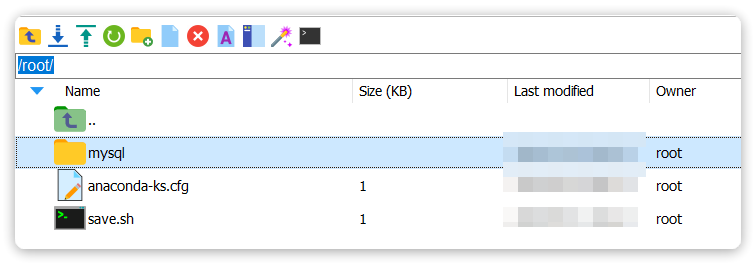 /root/
Name Size (KB) Last modified Owner
..
mysql root
anaconda-ks.cfg 1 root
save.sh 1 root